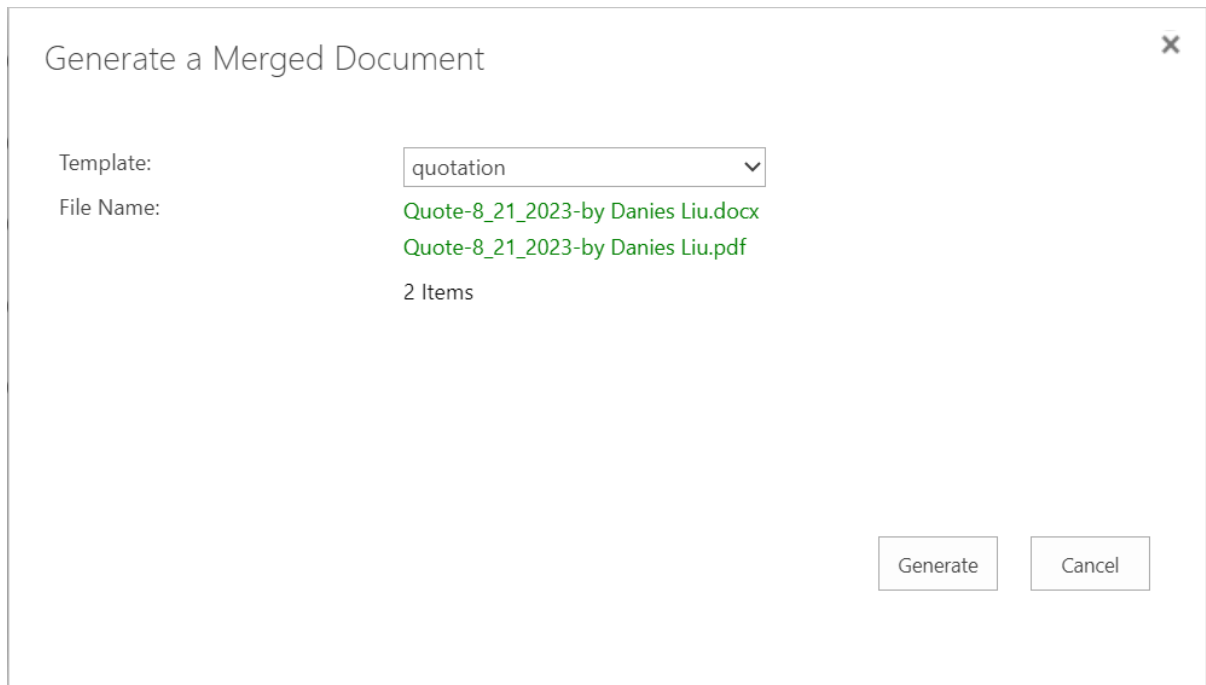 Generate a Merged Document
Template:
quotation
File Name:
Quote-8_21_2023-by Danies Liu.docx
Quote-8_21_2023-by Danies Liu.pdf
2 Items
Generate
Cancel